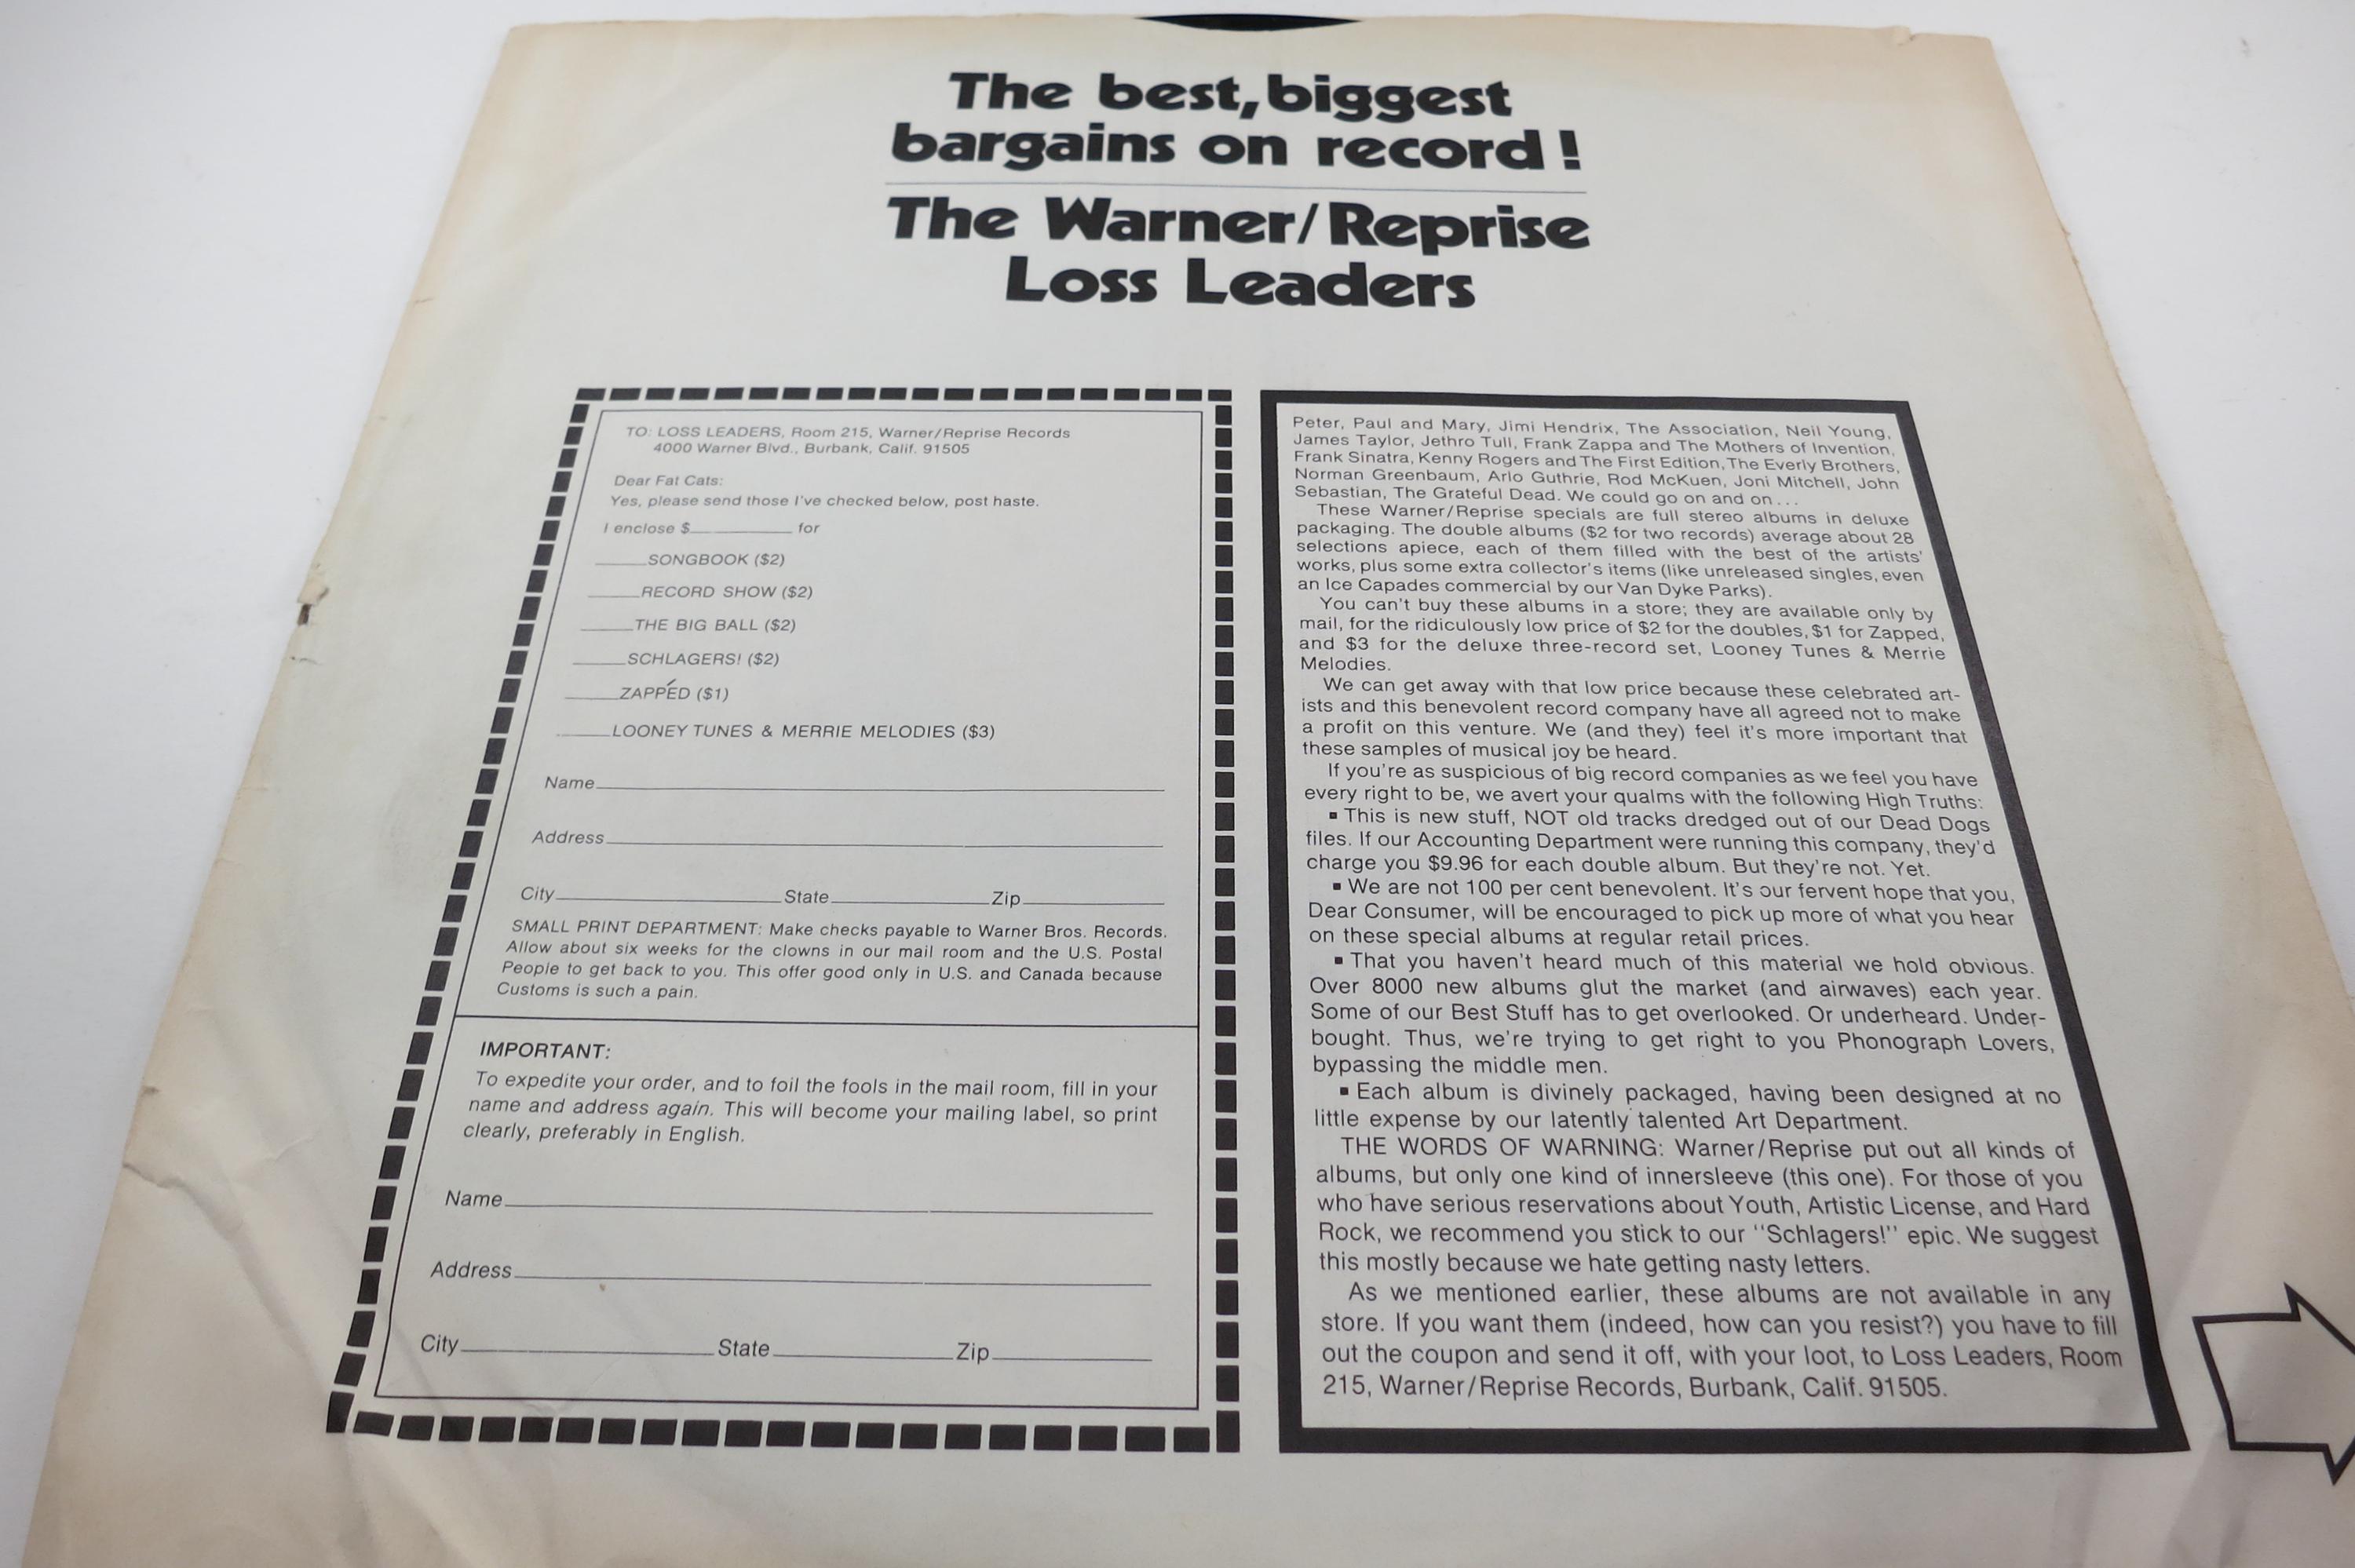 The best, biggest
bargains on record!
The Warner/Reprise
Loss Leaders
TO: LOSS LEADERS, Room 215, Warner/Reprise Records
4000 Warner Blvd., Burbank, Calif. 91505
Dear Fat Cats:
Yes, please send those I've checked below, post haste.
I enclose $__________ for
_____SONGBOOK ($2)
_____RECORD SHOW ($2)
_____THE BIG BALL ($2)
_____SCHLAGERS! ($2)
_____ZAPPÉD ($1)
_____LOONEY TUNES & MERRIE MELODIES ($3)
Name
Address
City State Zip
SMALL PRINT DEPARTMENT: Make checks payable to Warner Bros. Records.
Allow about six weeks for the clowns in our mail room and the U.S. Postal
People to get back to you. This offer good only in U.S. and Canada because
Customs is such a pain.
IMPORTANT:
To expedite your order, and to foil the fools in the mail room, fill in your
name and address again. This will become your mailing label, so print
clearly, preferably in English.
Name
Address
City State Zip
Peter, Paul and Mary, Jimi Hendrix, The Association, Neil Young,
James Taylor, Jethro Tull, Frank Zappa and The Mothers of Invention,
Frank Sinatra, Kenny Rogers and The First Edition, The Everly Brothers,
Norman Greenbaum, Arlo Guthrie, Rod McKuen, Joni Mitchell, John
Sebastian, The Grateful Dead. We could go on and on...
These Warner/Reprise specials are full stereo albums in deluxe
packaging. The double albums ($2 for two records) average about 28
selections apiece, each of them filled with the best of the artists'
works, plus some extra collector's items (like unreleased singles, even
an Ice Capades commercial by our Van Dyke Parks).
You can't buy these albums in a store; they are available only by
mail, for the ridiculously low price of $2 for the doubles, $1 for Zapped,
and $3 for the deluxe three-record set, Looney Tunes & Merrie
Melodies.
We can get away with that low price because these celebrated art-
ists and this benevolent record company have all agreed not to make
a profit on this venture. We (and they) feel it's more important that
these samples of musical joy be heard.
If you're as suspicious of big record companies as we feel you have
every right to be, we avert your qualms with the following High Truths:
▪ This is new stuff, NOT old tracks dredged out of our Dead Dogs
files. If our Accounting Department were running this company, they'd
charge you $9.96 for each double album. But they're not. Yet.
▪ We are not 100 per cent benevolent. It's our fervent hope that you,
Dear Consumer, will be encouraged to pick up more of what you hear
on these special albums at regular retail prices.
▪ That you haven't heard much of this material we hold obvious.
Over 8000 new albums glut the market (and airwaves) each year.
Some of our Best Stuff has to get overlooked. Or underheard. Under-
bought. Thus, we're trying to get right to you Phonograph Lovers,
bypassing the middle men.
▪ Each album is divinely packaged, having been designed at no
little expense by our latently talented Art Department.
THE WORDS OF WARNING: Warner/Reprise put out all kinds of
albums, but only one kind of innersleeve (this one). For those of you
who have serious reservations about Youth, Artistic License, and Hard
Rock, we recommend you stick to our "Schlagers!" epic. We suggest
this mostly because we hate getting nasty letters.
As we mentioned earlier, these albums are not available in any
store. If you want them (indeed, how can you resist?) you have to fill
out the coupon and send it off, with your loot, to Loss Leaders, Room
215, Warner/Reprise Records, Burbank, Calif. 91505.